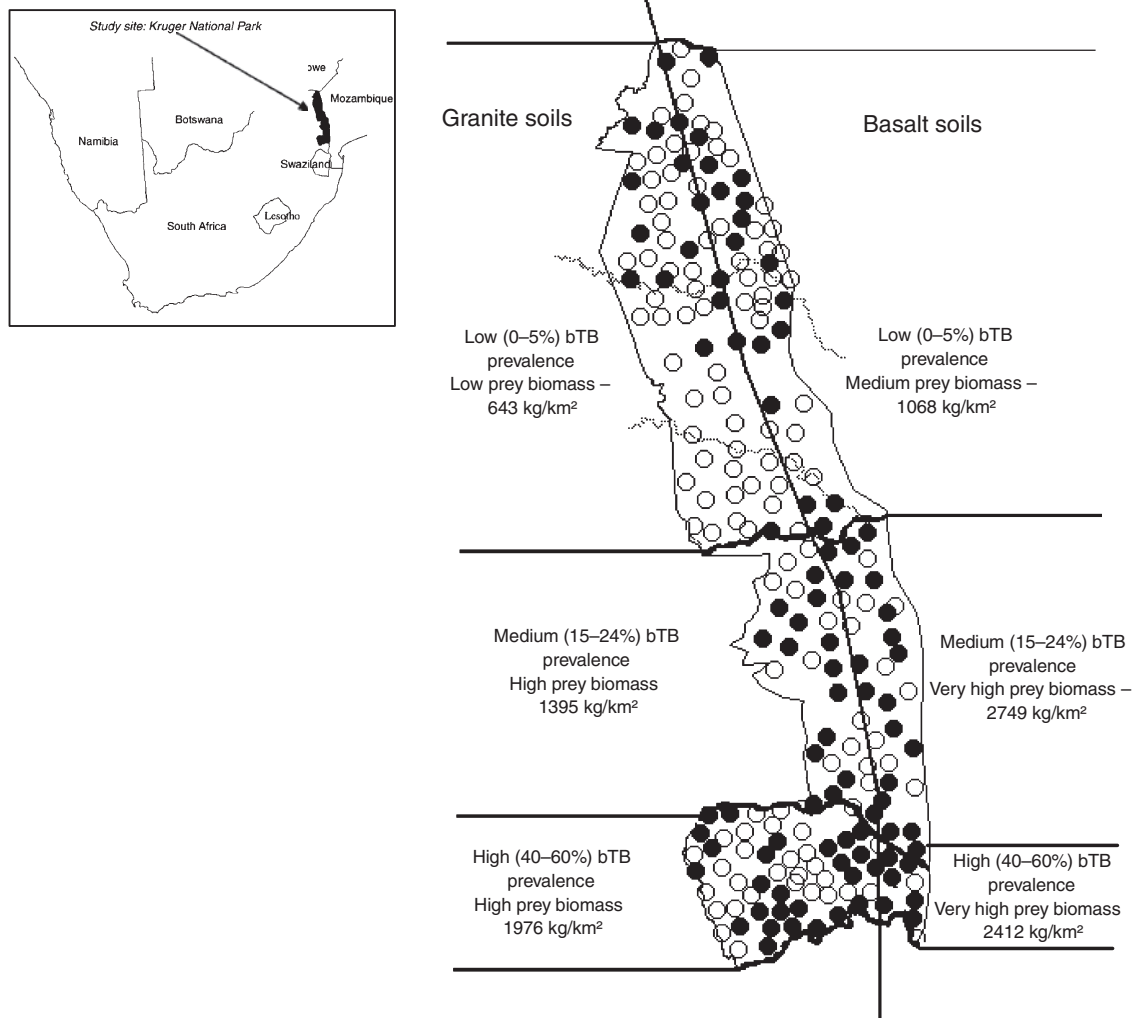 Study site: Kruger National Park
owe
Mozambique
Botswana
Namibia
Swaziland
South Africa
Lesotho
Granite soils
Basalt soils
Low (0–5%) bTB
prevalence
Low prey biomass –
643 kg/km²
Low (0–5%) bTB
prevalence
Medium prey biomass –
1068 kg/km²
Medium (15–24%) bTB
prevalence
High prey biomass
1395 kg/km²
Medium (15–24%) bTB
prevalence
Very high prey biomass –
2749 kg/km²
High (40–60%) bTB
prevalence
High prey biomass
1976 kg/km²
High (40–60%) bTB
prevalence
Very high prey biomass
2412 kg/km²